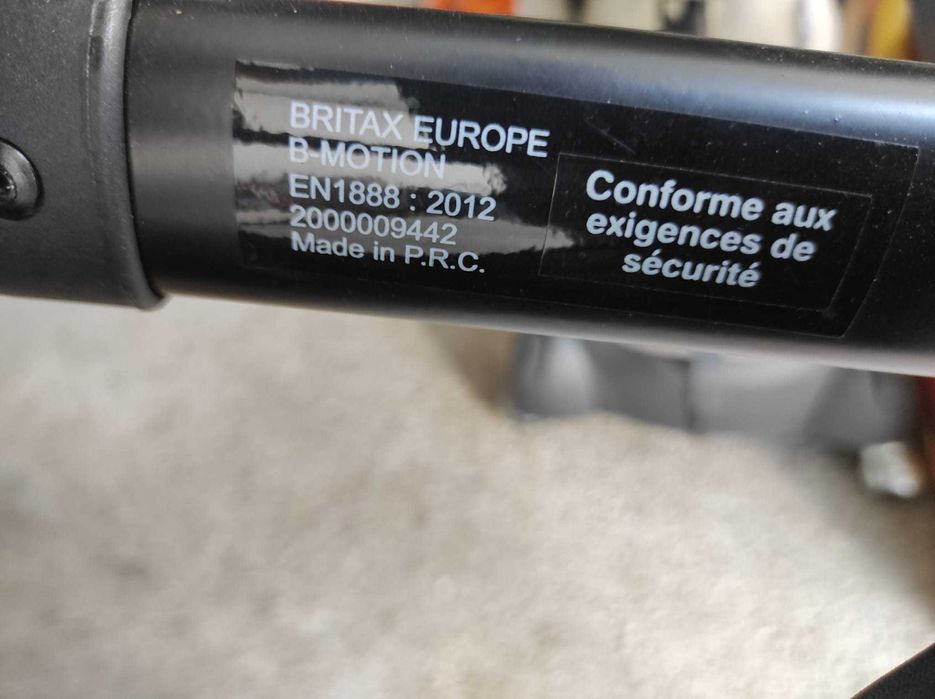 BRITAX EUROPE
B-MOTION
EN1888 : 2012
2000009442
Made in P.R.C.
Conforme aux
exigences de
sécurité